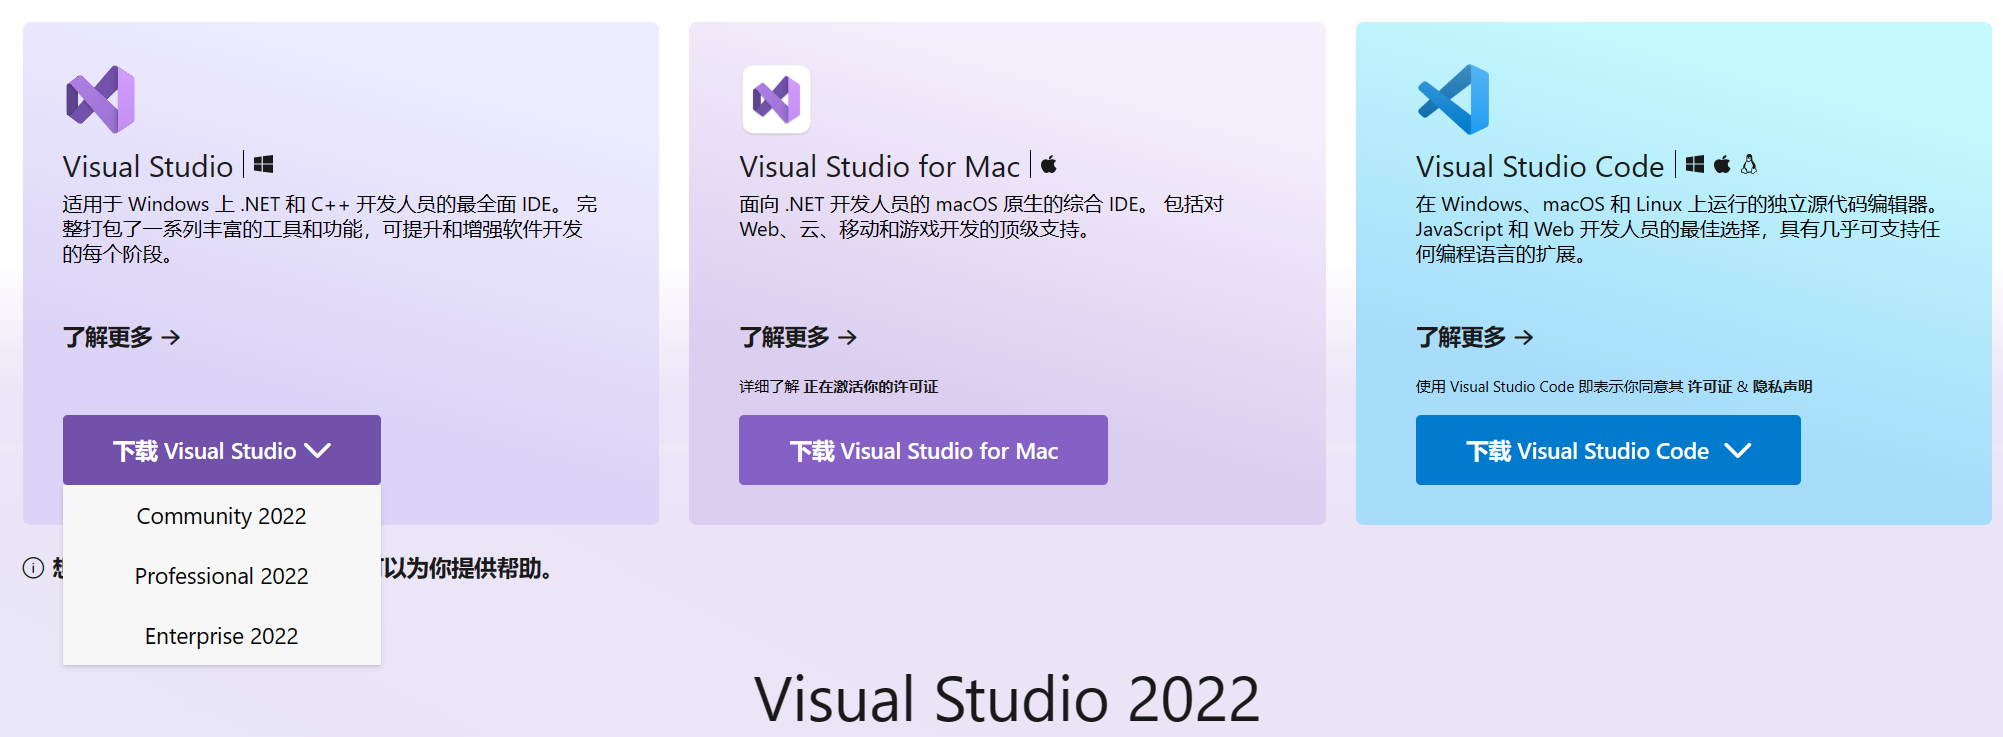 Visual Studio
适用于 Windows 上 .NET 和 C++ 开发人员的最全面 IDE。 完
整打包了一系列丰富的工具和功能，可提升和增强软件开发
的每个阶段。
了解更多
下载 Visual Studio
Community 2022
Professional 2022
Enterprise 2022
Visual Studio for Mac
面向 .NET 开发人员的 macOS 原生的综合 IDE。 包括对
Web、云、移动和游戏开发的顶级支持。
了解更多
详细了解 正在激活你的许可证
下载 Visual Studio for Mac
Visual Studio Code
在 Windows、macOS 和 Linux 上运行的独立源代码编辑器。
JavaScript 和 Web 开发人员的最佳选择，具有几乎可支持任
何编程语言的扩展。
了解更多
使用 Visual Studio Code 即表示你同意其 许可证 & 隐私声明
下载 Visual Studio Code
以为你提供帮助。
Visual Studio 2022